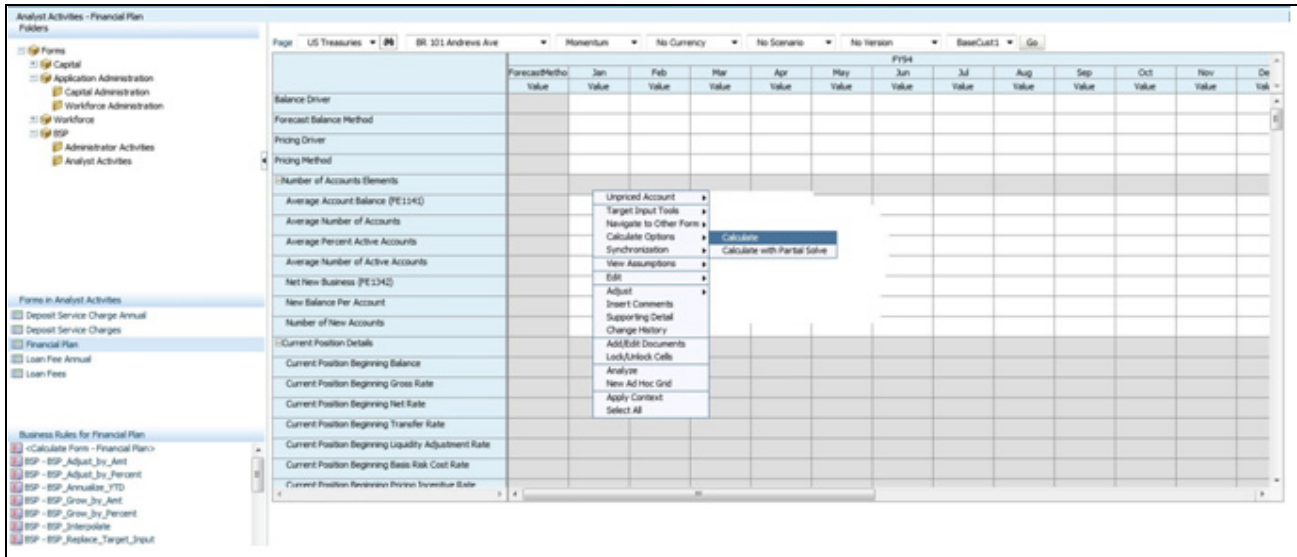 Analyst Activities - Financial Plan
Folders
Forms
Capital
Application Administration
Capital Administration
Workforce Administration
Workforce
BSP
Administrator Activities
Analyst Activities
Forms in Analyst Activities
Deposit Service Charge Annual
Deposit Service Charges
Financial Plan
Loan Fee Annual
Loan Fees
Business Rules for Financial Plan
<Calculate Form - Financial Plan>
BSP - BSP_Adjust_by_Amt
BSP - BSP_Adjust_by_Percent
BSP - BSP_Annualize_YTD
BSP - BSP_Grow_by_Amt
BSP - BSP_Grow_by_Percent
BSP - BSP_Interpolate
BSP - BSP_Replace_Target_Input
Page US Treasuries BR 101 Andrews Ave Momentum No Currency No Scenario No Version BaseCust1 Go
FY94
ForecastMetho Jan Feb Mar Apr May Jun Jul Aug Sep Oct Nov De
Value Value Value Value Value Value Value Value Value Value Value Value Valu
Balance Driver
Forecast Balance Method
Pricing Driver
Pricing Method
Number of Accounts Elements
Average Account Balance (PE1141)
Average Number of Accounts
Average Percent Active Accounts
Average Number of Active Accounts
Net New Business (PE1342)
New Balance Per Account
Number of New Accounts
Current Position Details
Current Position Beginning Balance
Current Position Beginning Gross Rate
Current Position Beginning Net Rate
Current Position Beginning Transfer Rate
Current Position Beginning Liquidity Adjustment Rate
Current Position Beginning Basis Risk Cost Rate
Current Position Beginning Pricing Incentive Rate
Unpriced Account
Target Input Tools
Navigate to Other Form
Calculate Options
Synchronization
View Assumptions
Edit
Adjust
Insert Comments
Supporting Detail
Change History
Add/Edit Documents
Lock/Unlock Cells
Analyze
New Ad Hoc Grid
Apply Context
Select All
Calculate
Calculate with Partial Solve